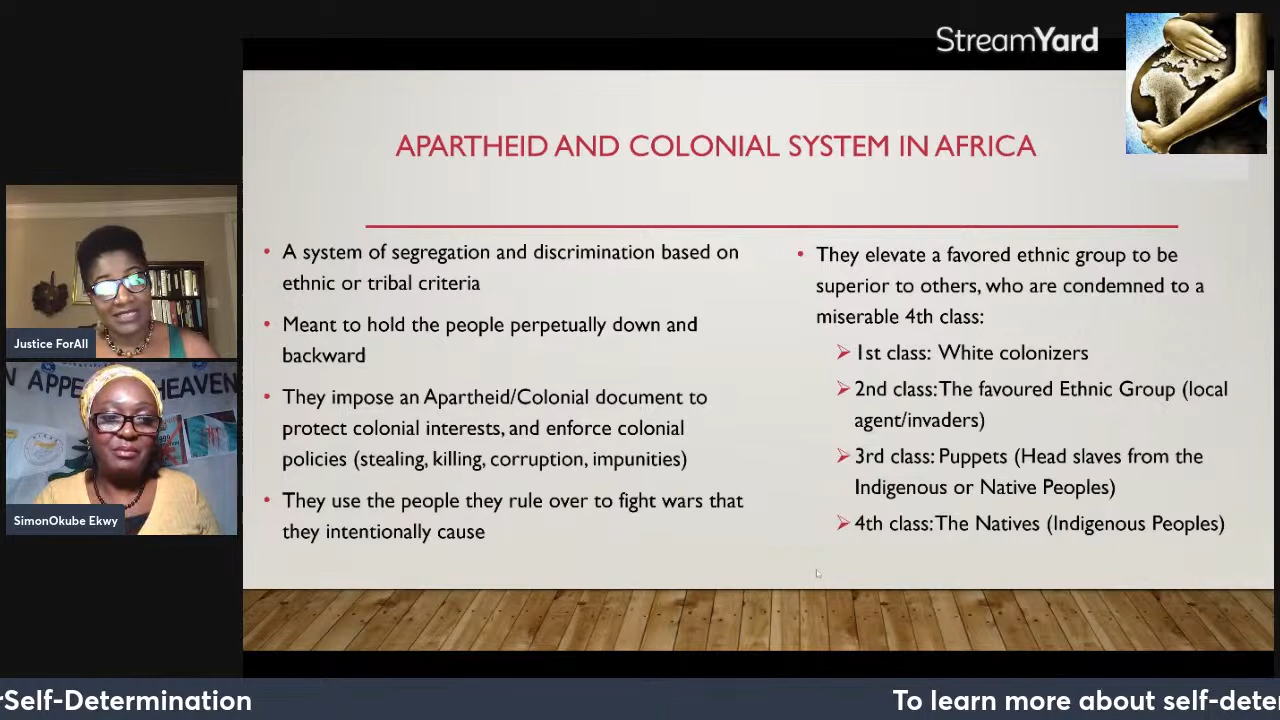 StreamYard
APARTHEID AND COLONIAL SYSTEM IN AFRICA
• A system of segregation and discrimination based on
ethnic or tribal criteria
• Meant to hold the people perpetually down and
backward
• They impose an Apartheid/Colonial document to
protect colonial interests, and enforce colonial
policies (stealing, killing, corruption, impunities)
• They use the people they rule over to fight wars that
they intentionally cause
• They elevate a favored ethnic group to be
superior to others, who are condemned to a
miserable 4th class:
➢ 1st class: White colonizers
➢ 2nd class: The favoured Ethnic Group (local
agent/invaders)
➢ 3rd class: Puppets (Head slaves from the
Indigenous or Native Peoples)
➢ 4th class: The Natives (Indigenous Peoples)
Justice ForAll
N APPE HEAVEN
SimonOkube Ekwy
rSelf-Determination
To learn more about self-deter